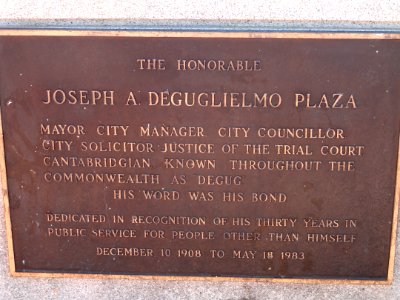 THE HONORABLE
JOSEPH A. DEGUGLIELMO PLAZA
MAYOR CITY MANAGER CITY COUNCILLOR
CITY SOLICITOR JUSTICE OF THE TRIAL COURT
CANTABRIDGIAN KNOWN THROUGHOUT THE
COMMONWEALTH AS DEGUG
HIS WORD WAS HIS BOND
DEDICATED IN RECOGNITION OF HIS THIRTY YEARS IN
PUBLIC SERVICE FOR PEOPLE OTHER THAN HIMSELF
DECEMBER 10 1908 TO MAY 18 1983